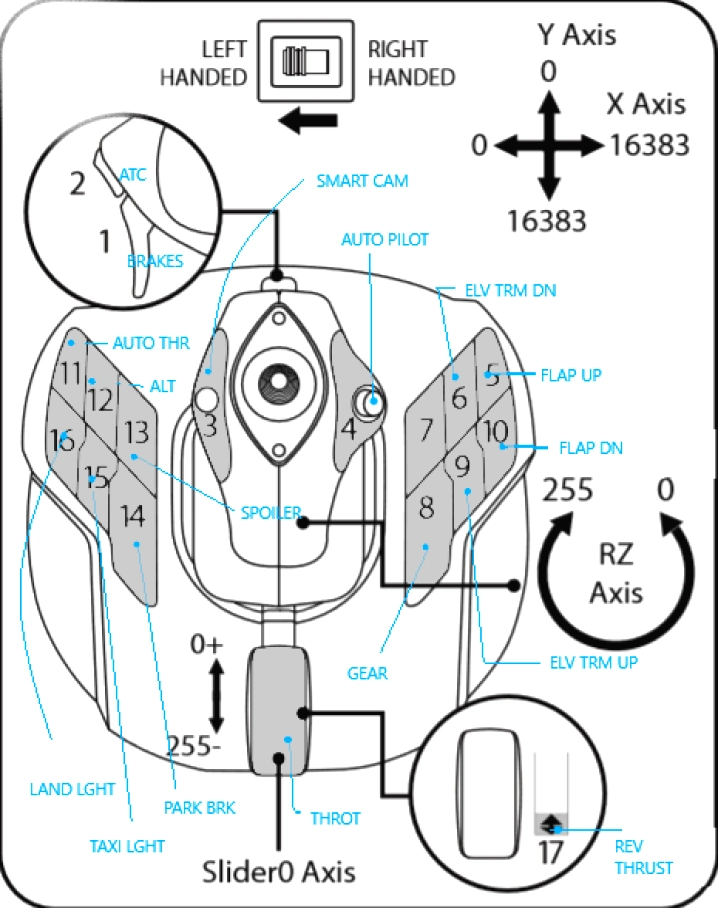 LEFT
HANDED
RIGHT
HANDED
Y Axis
0
X Axis
0
16383
16383
2
ATC
1
BRAKES
SMART CAM
AUTO PILOT
ELV TRM DN
AUTO THR
11
12
ALT
5
FLAP UP
6
3
4
16
13
7
10
FLAP DN
15
9
14
SPOILER
8
255
0
RZ
Axis
0+
255-
GEAR
ELV TRM UP
LAND LGHT
PARK BRK
TAXI LGHT
THROT
Slider0 Axis
17
REV
THRUST